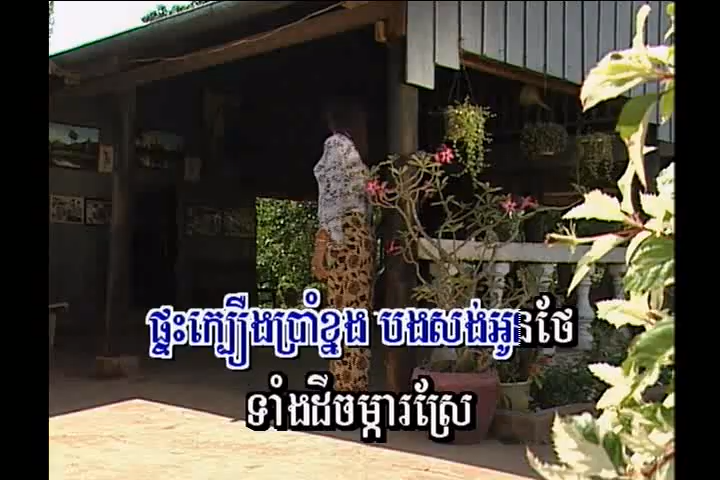 ផ្ទះក្បឿងប្រាំខ្នង បងសង់អូនថែ
ទាំងដីចម្ការស្រែ